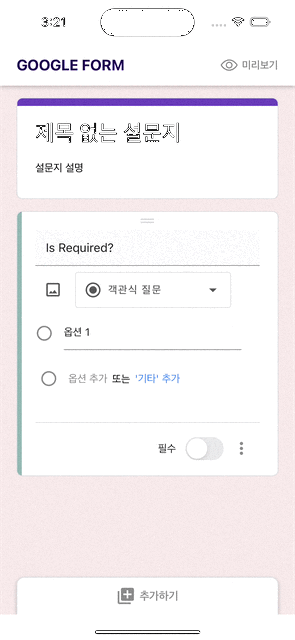 3:21
GOOGLE FORM
미리보기
제목 없는 설문지
설문지 설명
Is Required?
객관식 질문
옵션 1
옵션 추가 또는 '기타' 추가
필수
추가하기